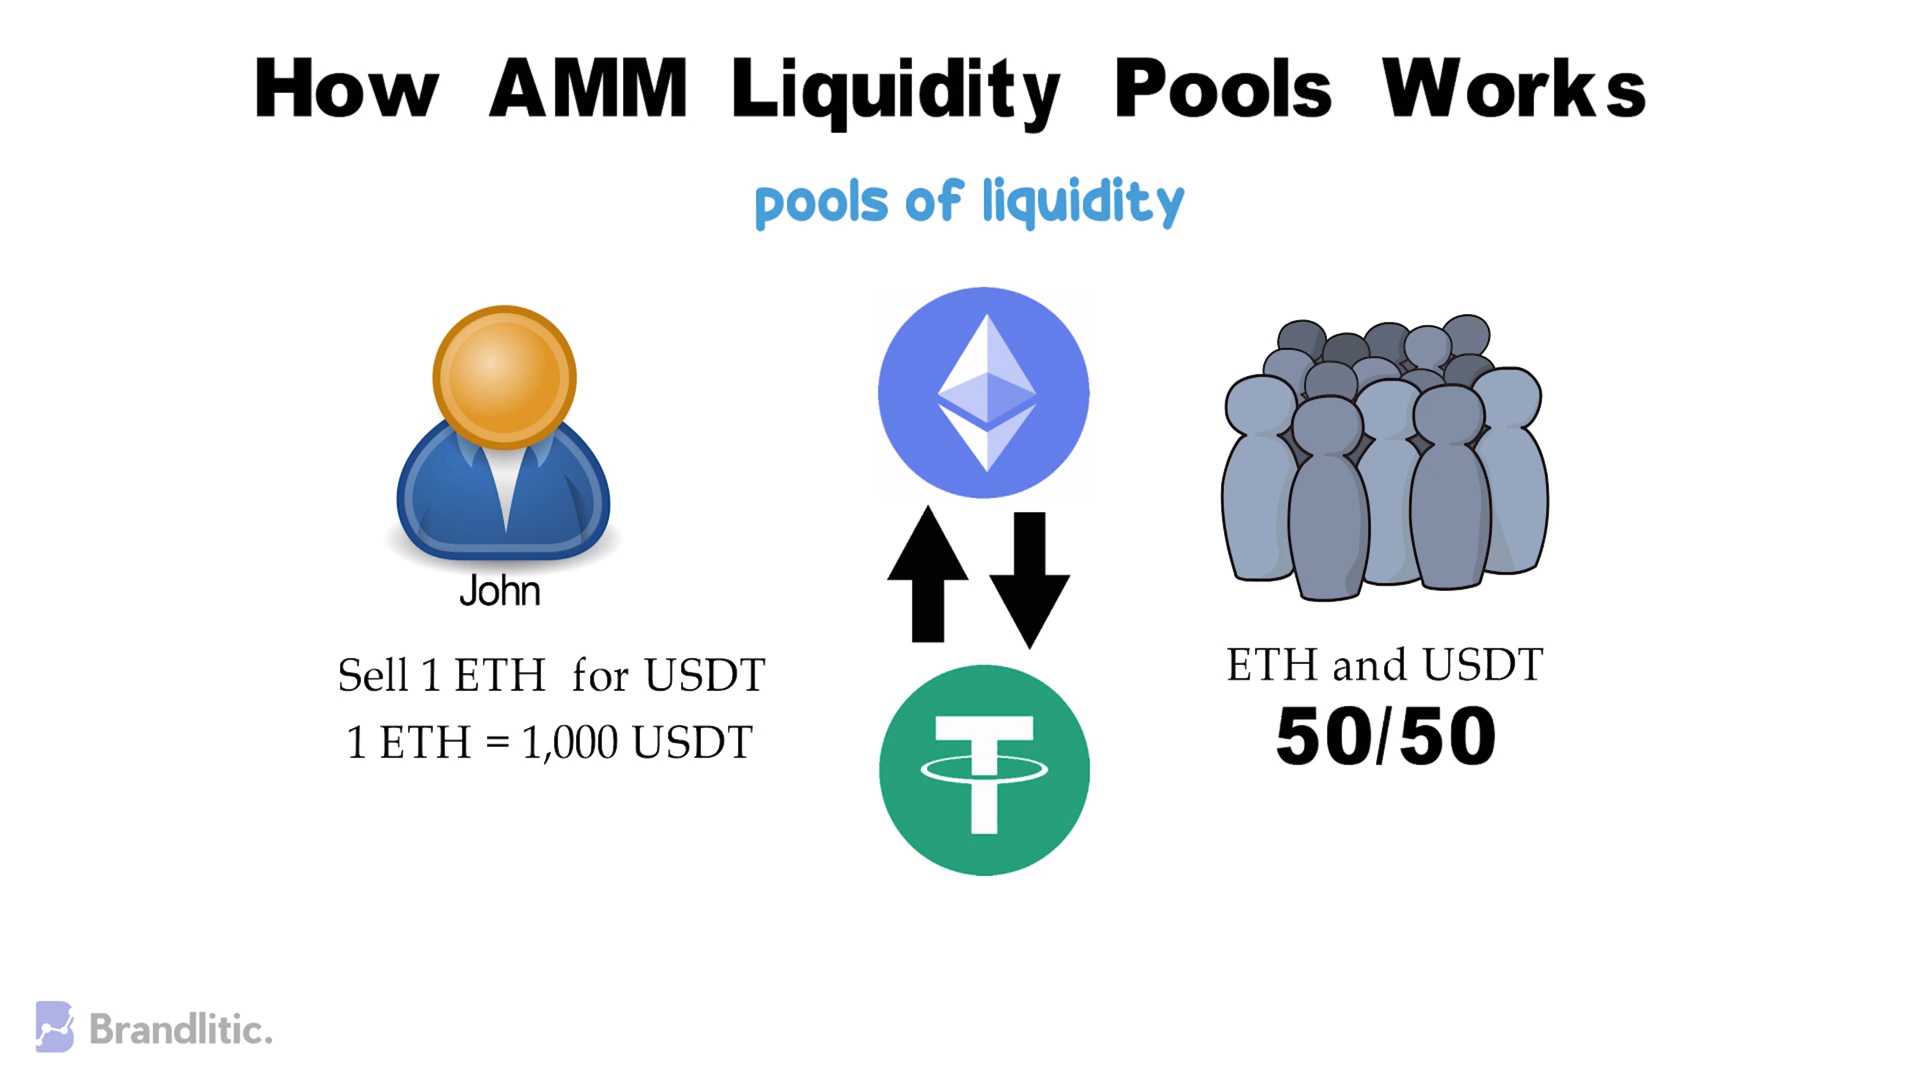 How AMM Liquidity Pools Works
pools of liquidity
John
Sell 1 ETH for USDT
1 ETH = 1,000 USDT
ETH and USDT
50/50
Brandlitic.